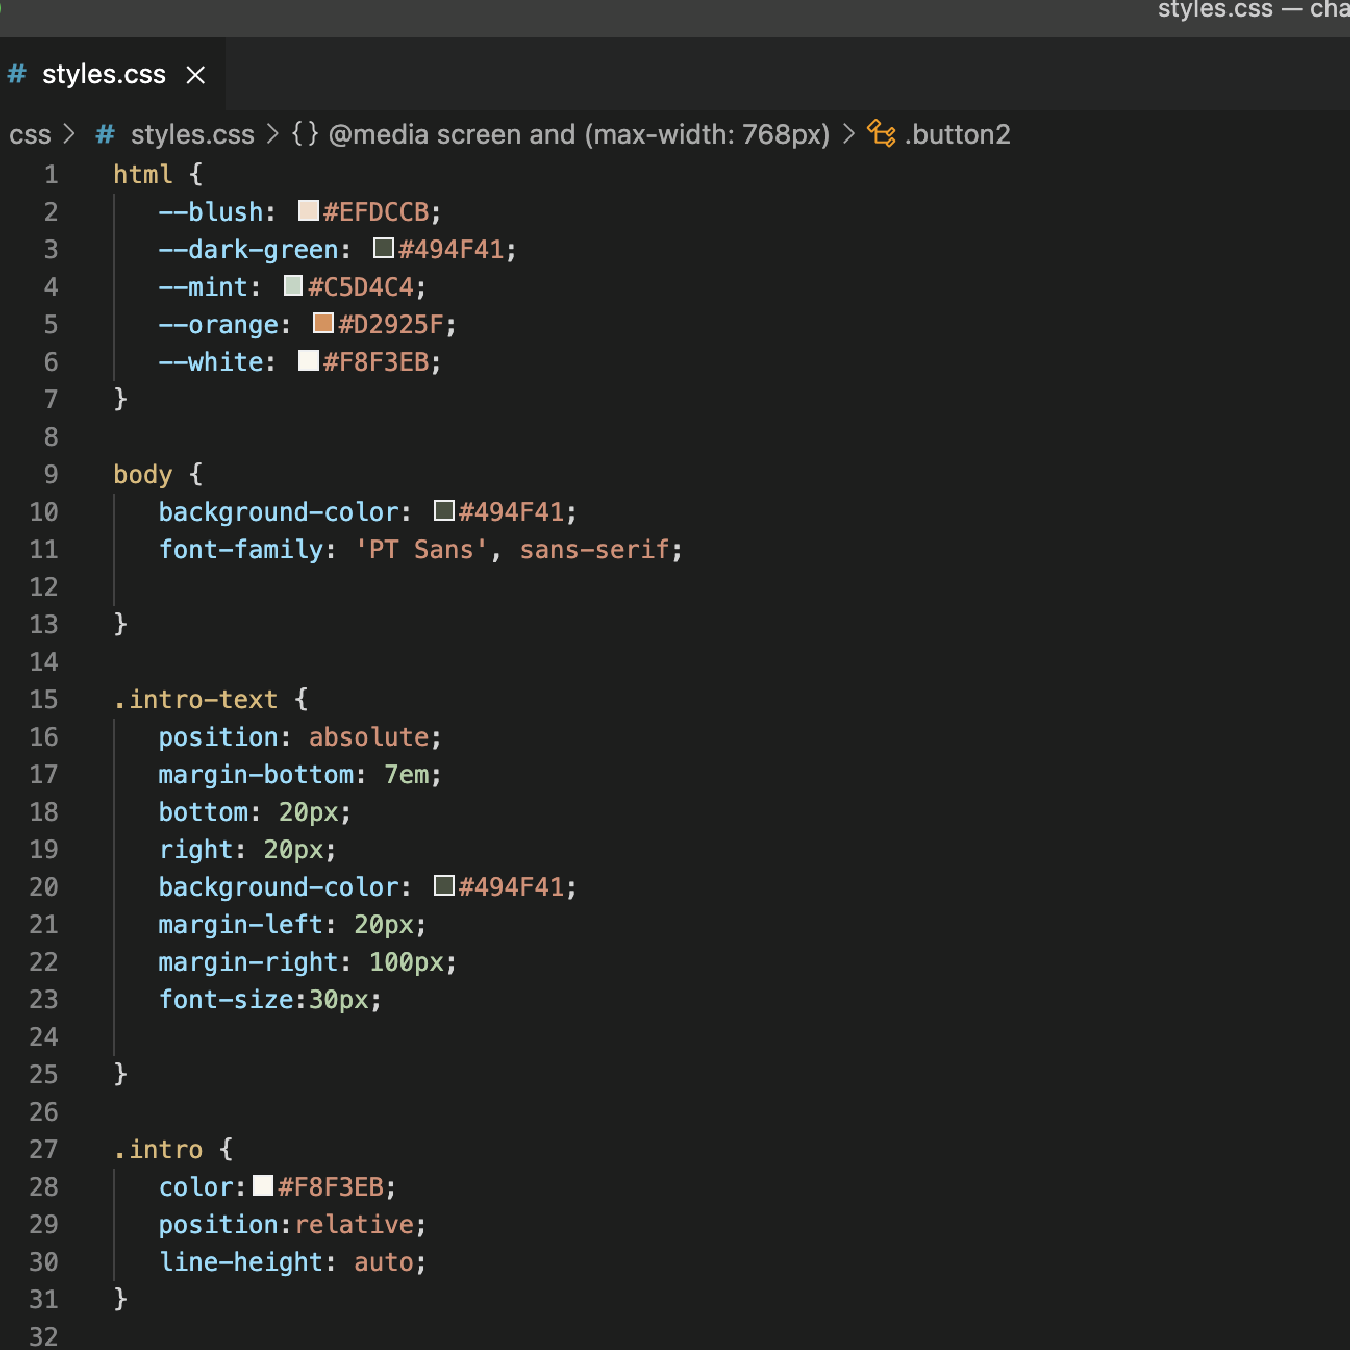 styles.css — cha
# styles.css ×
css > # styles.css > {} @media screen and (max-width: 768px) > .button2
1 html {
2 --blush: #EFDCCB;
3 --dark-green: #494F41;
4 --mint: #C5D4C4;
5 --orange: #D2925F;
6 --white: #F8F3EB;
7 }
8
9 body {
10 background-color: #494F41;
11 font-family: 'PT Sans', sans-serif;
12
13 }
14
15 .intro-text {
16 position: absolute;
17 margin-bottom: 7em;
18 bottom: 20px;
19 right: 20px;
20 background-color: #494F41;
21 margin-left: 20px;
22 margin-right: 100px;
23 font-size:30px;
24
25 }
26
27 .intro {
28 color:#F8F3EB;
29 position:relative;
30 line-height: auto;
31 }
32